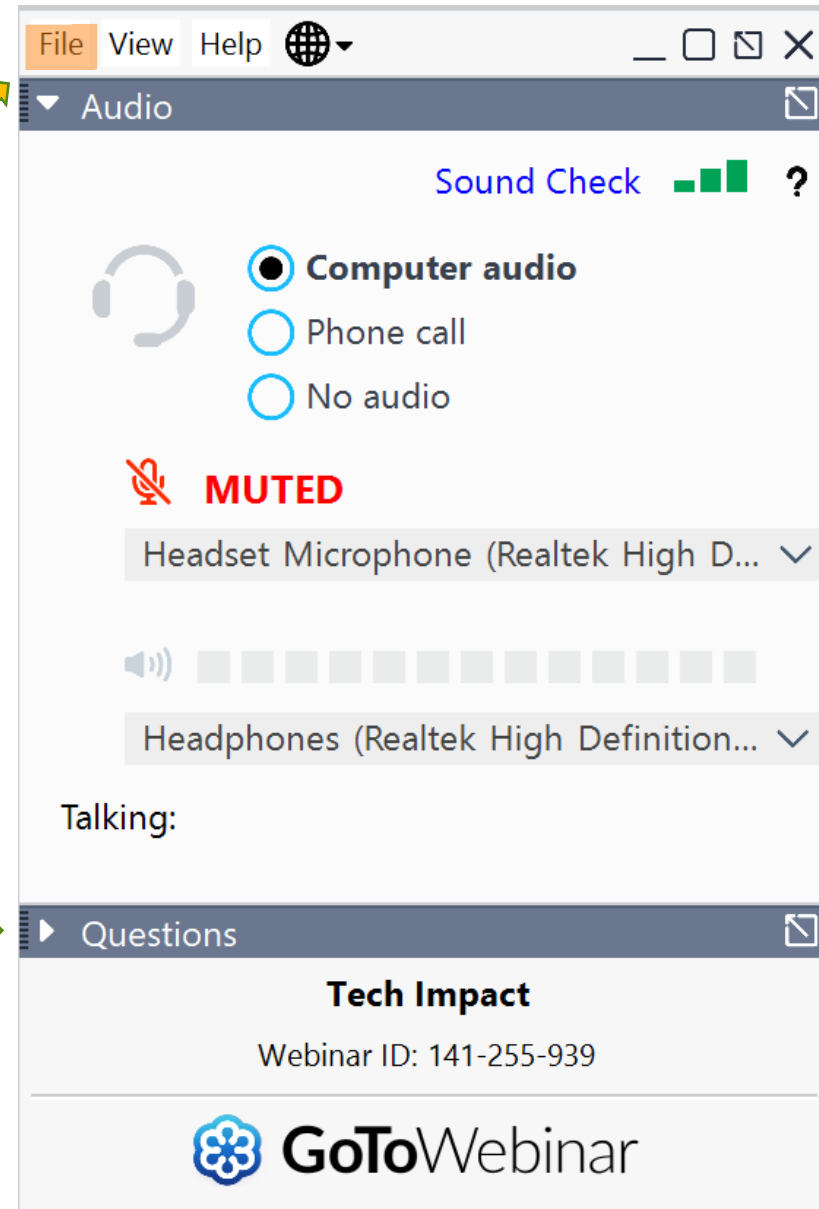 File View Help
Audio
Sound Check ?
Computer audio
Phone call
No audio
MUTED
Headset Microphone (Realtek High D...
Headphones (Realtek High Definition...
Talking:
Questions
Tech Impact
Webinar ID: 141-255-939
GoToWebinar